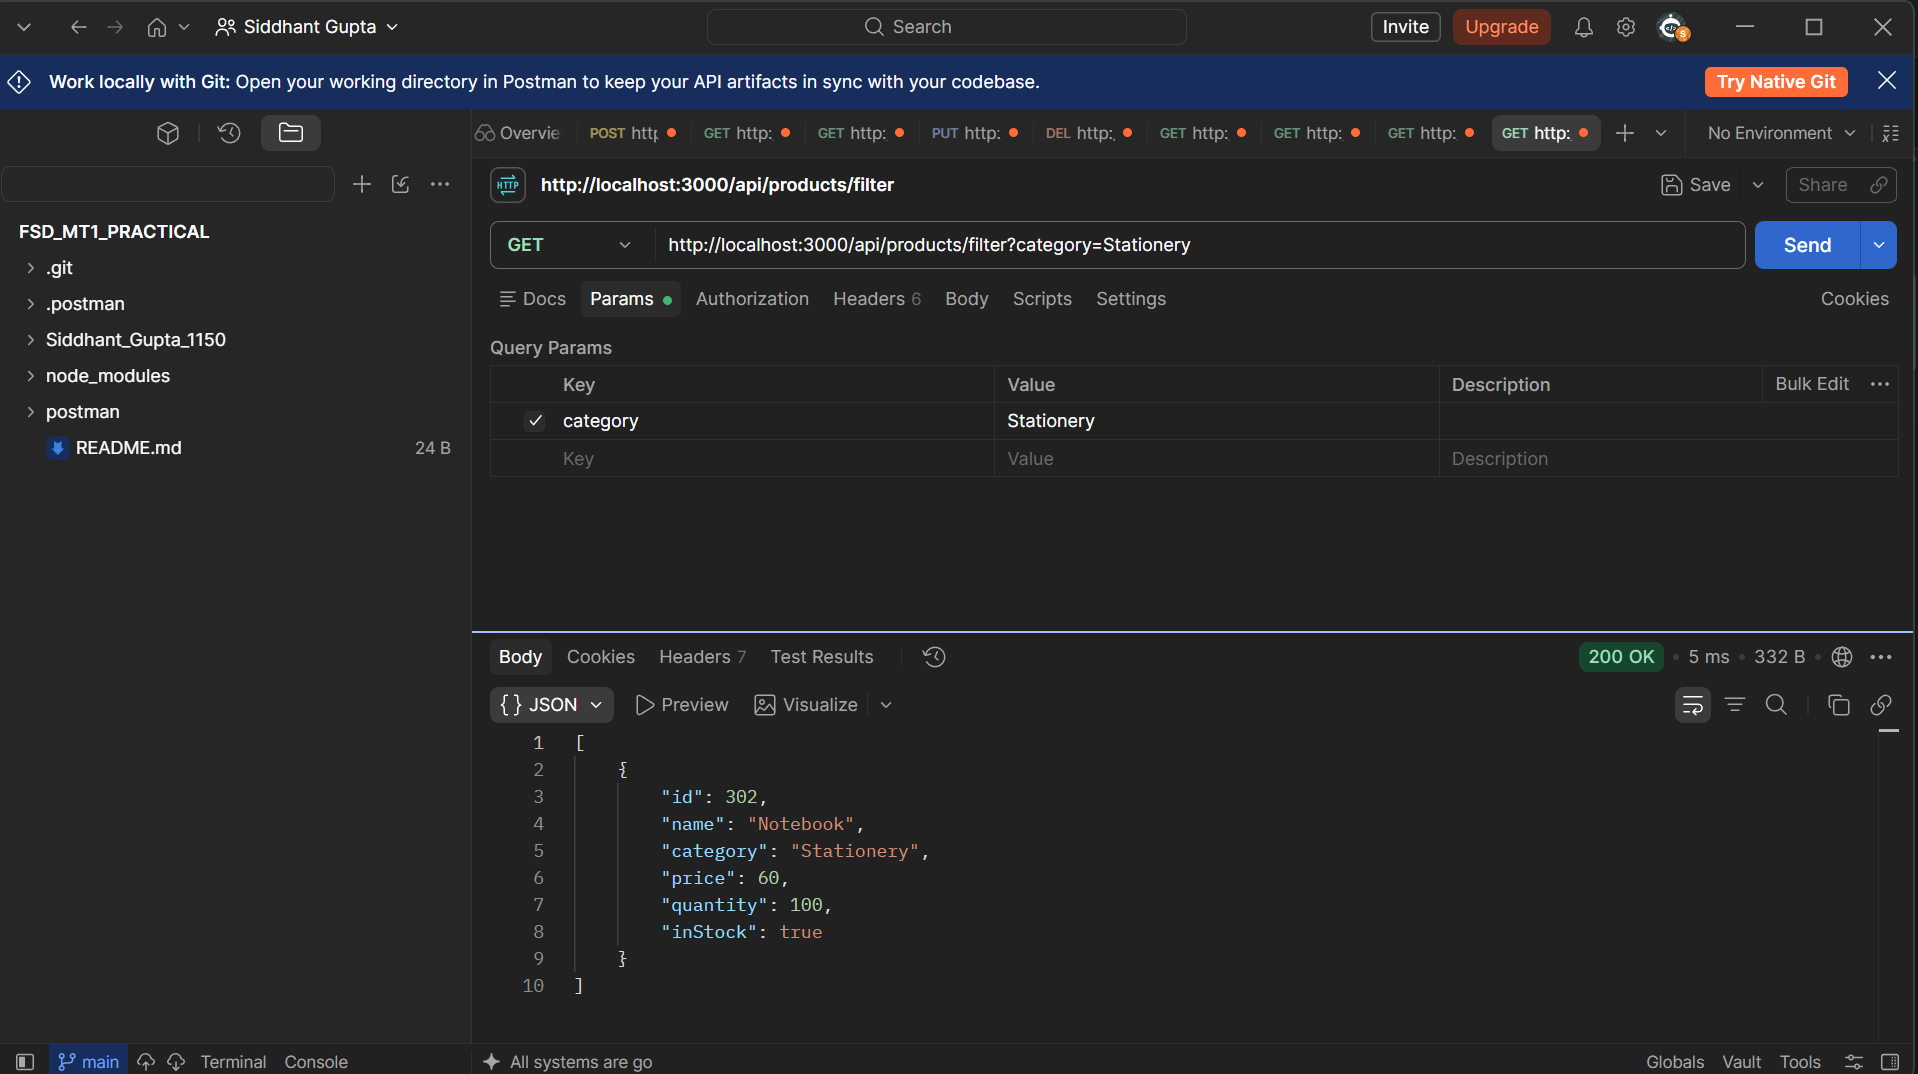 Siddhant Gupta
Search
Invite
Upgrade
Work locally with Git: Open your working directory in Postman to keep your API artifacts in sync with your codebase.
Try Native Git
Overvie
POST http
GET http:
GET http:
PUT http:
DEL http:
GET http:
GET http:
GET http:
GET http:
No Environment
HTTP
http://localhost:3000/api/products/filter
Save
Share
FSD_MT1_PRACTICAL
.git
.postman
Siddhant_Gupta_1150
node_modules
postman
README.md 24 B
GET
http://localhost:3000/api/products/filter?category=Stationery
Send
Docs Params Authorization Headers 6 Body Scripts Settings Cookies
Query Params
Key Value Description Bulk Edit
category Stationery
Key Value Description
Body Cookies Headers 7 Test Results 200 OK 5 ms 332 B
{} JSON Preview Visualize
1 [
2 {
3 "id": 302,
4 "name": "Notebook",
5 "category": "Stationery",
6 "price": 60,
7 "quantity": 100,
8 "inStock": true
9 }
10 ]
main Terminal Console All systems are go Globals Vault Tools